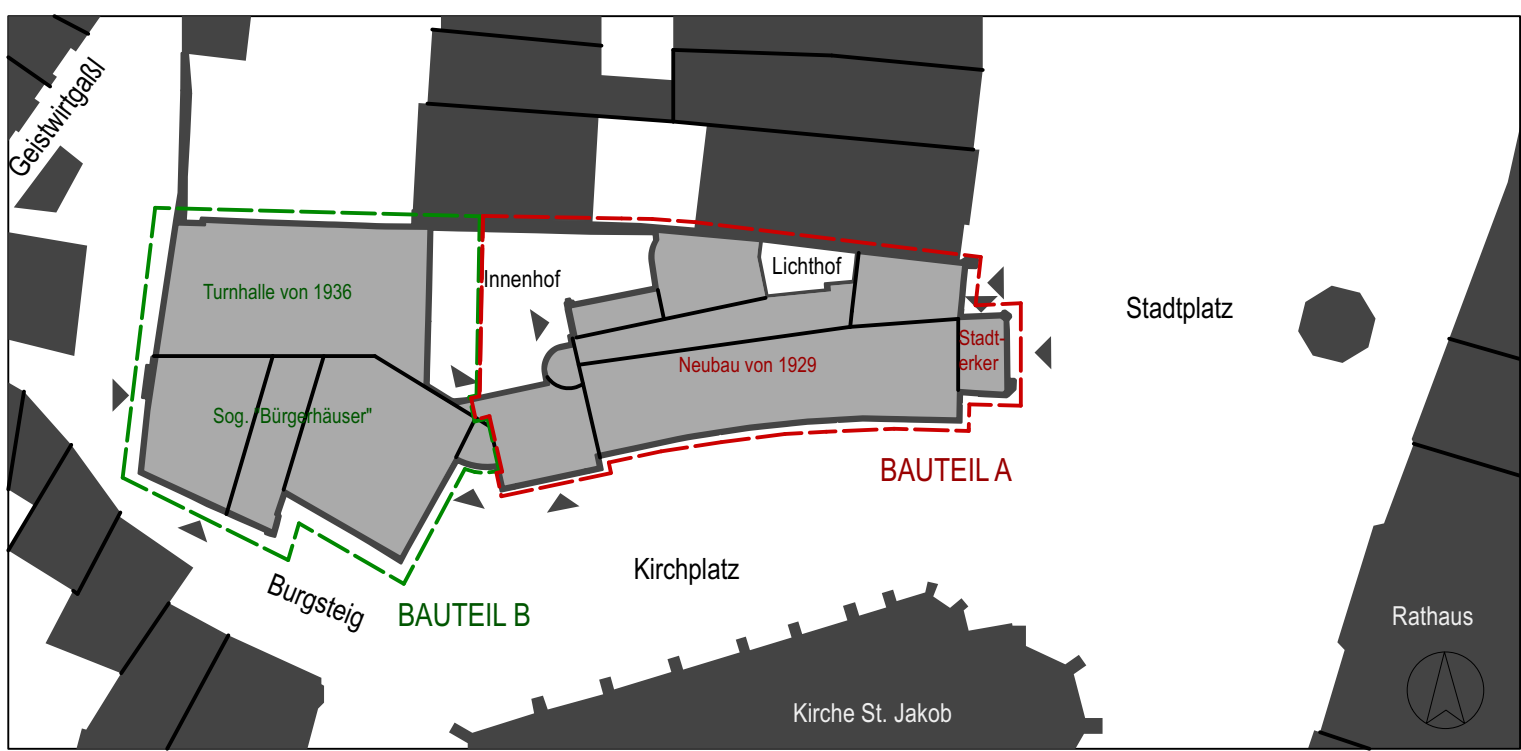 Geistwirtgaßl
Innenhof
Lichthof
Turnhalle von 1936
Stadtplatz
Stadt-
erker
Neubau von 1929
Sog. "Bürgerhäuser"
BAUTEIL A
Kirchplatz
Burgsteig
BAUTEIL B
Rathaus
Kirche St. Jakob